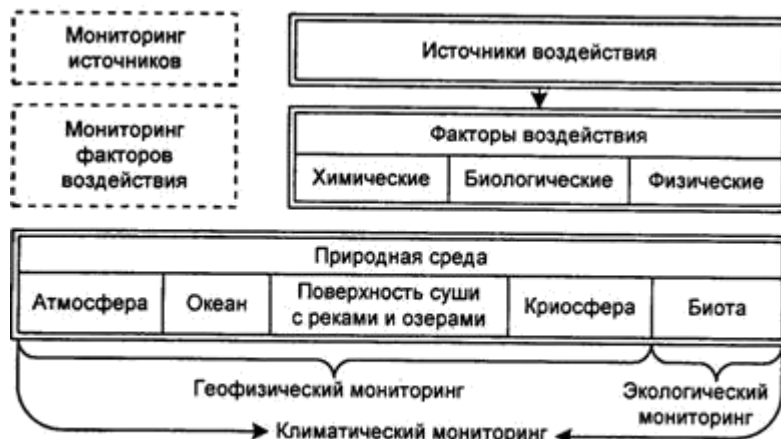 Мониторинг
источников
Источники воздействия
Мониторинг
факторов
воздействия
Факторы воздействия
Химические
Биологические
Физические
Природная среда
Атмосфера
Океан
Поверхность суши
с реками и озерами
Криосфера
Биота
Геофизический мониторинг
Экологический
мониторинг
Климатический мониторинг